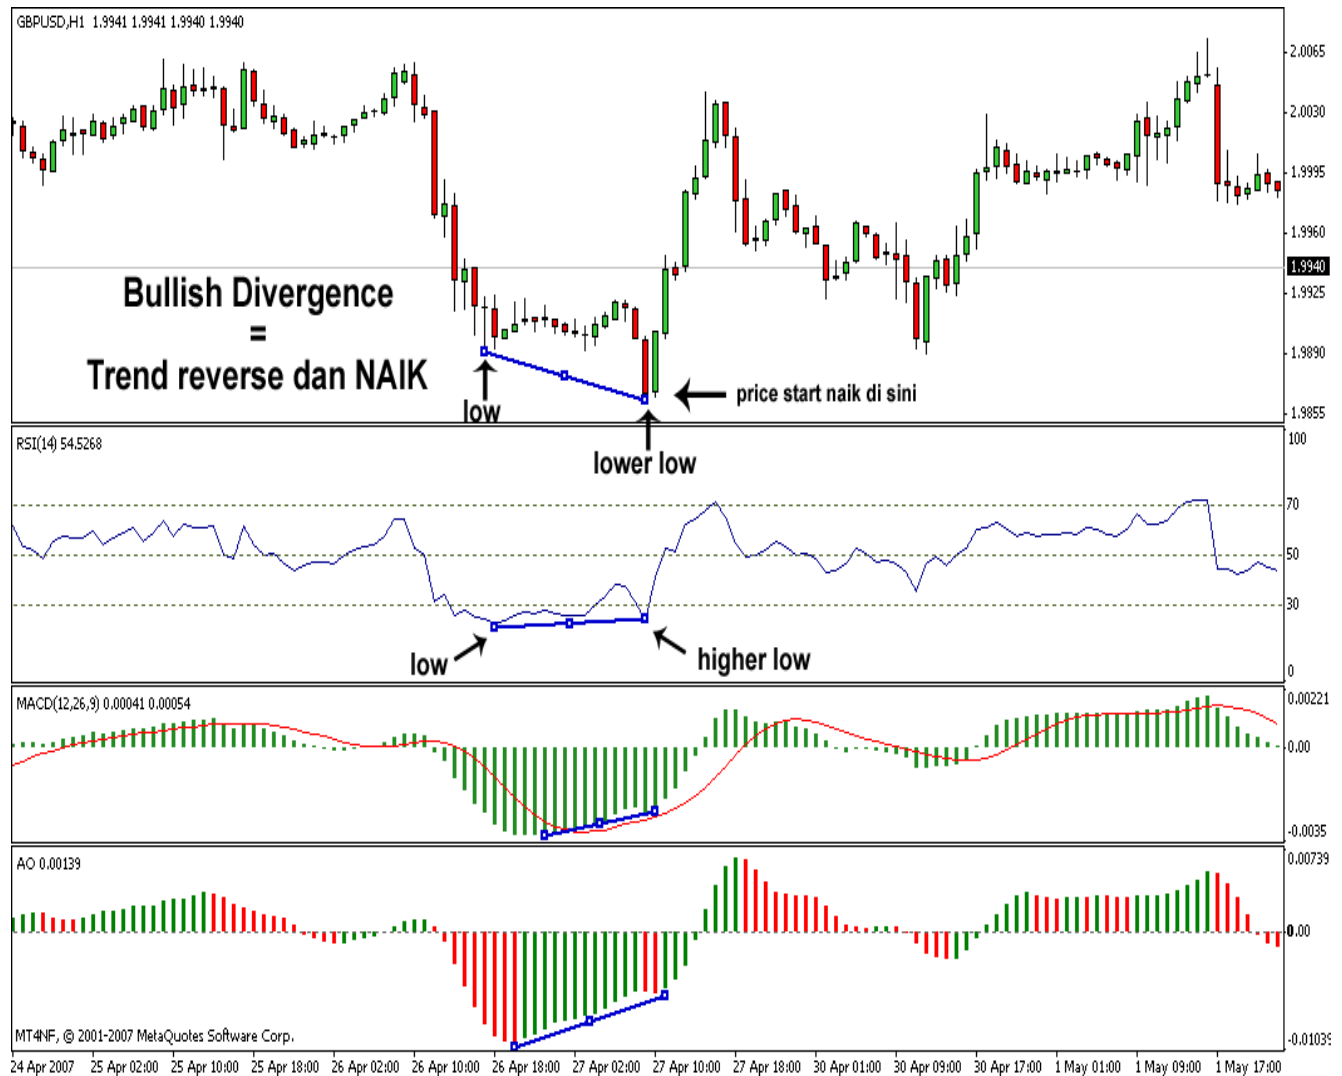 GBPUSD,H1 1.9941 1.9941 1.9940 1.9940
2.0065
2.0030
1.9995
1.9960
1.9940
1.9925
1.9890
1.9855
Bullish Divergence
=
Trend reverse dan NAIK
low
price start naik di sini
lower low
RSI(14) 54.5268
100
70
50
30
0
low
higher low
MACD(12,26,9) 0.00041 0.00054
0.00221
0.00
-0.0035
AO 0.00139
0.00739
0.00
-0.01039
MT4NF, © 2001-2007 MetaQuotes Software Corp.
24 Apr 2007 25 Apr 02:00 25 Apr 10:00 25 Apr 18:00 26 Apr 02:00 26 Apr 10:00 26 Apr 18:00 27 Apr 02:00 27 Apr 10:00 27 Apr 18:00 30 Apr 01:00 30 Apr 09:00 30 Apr 17:00 1 May 01:00 1 May 09:00 1 May 17:00